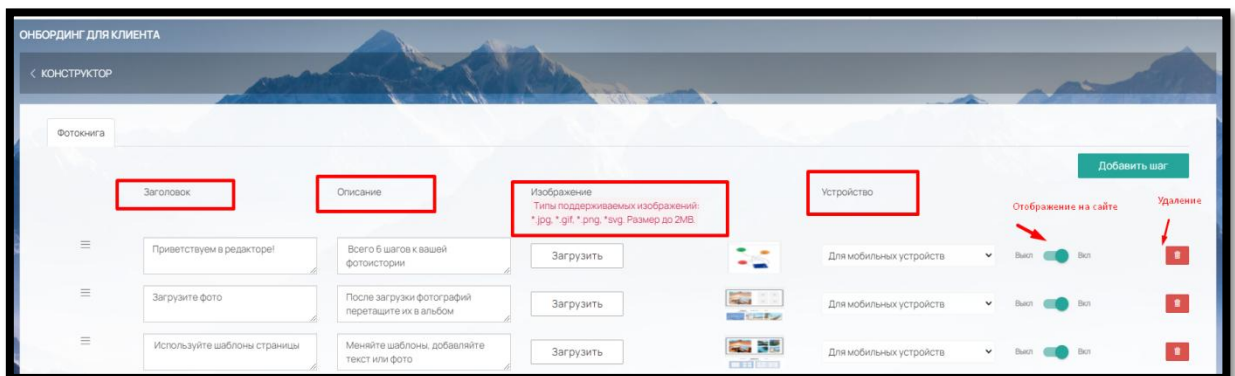 ОНБОРДИНГ ДЛЯ КЛИЕНТА
< КОНСТРУКТОР
Фотокнига
Добавить шаг
Заголовок
Описание
Изображение
Типы поддерживаемых изображений:
*.jpg, *.gif, *.png, *svg. Размер до 2MB.
Устройство
Отображение на сайте
Удаление
Приветствуем в редакторе!
Всего 6 шагов к вашей
фотоистории
Загрузить
Для мобильных устройств
Выкл
Вкл
Загрузите фото
После загрузки фотографий
перетащите их в альбом
Загрузить
Для мобильных устройств
Выкл
Вкл
Используйте шаблоны страницы
Меняйте шаблоны, добавляйте
текст или фото
Загрузить
Для мобильных устройств
Выкл
Вкл